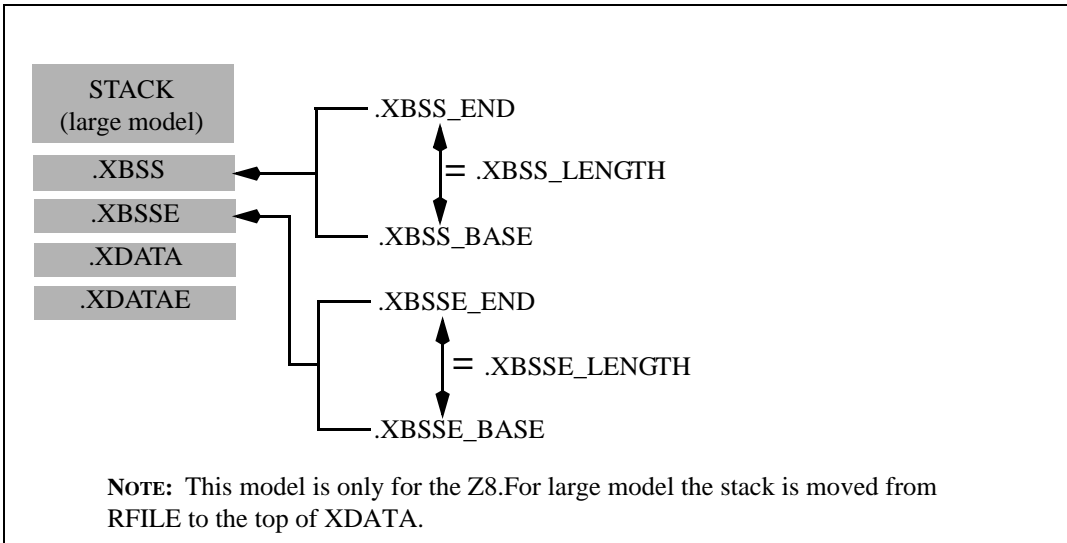 STACK
(large model)
.XBSS
.XBSSE
.XDATA
.XDATAE
.XBSS_END
= .XBSS_LENGTH
.XBSS_BASE
.XBSSE_END
= .XBSSE_LENGTH
.XBSSE_BASE
NOTE: This model is only for the Z8.For large model the stack is moved from
RFILE to the top of XDATA.